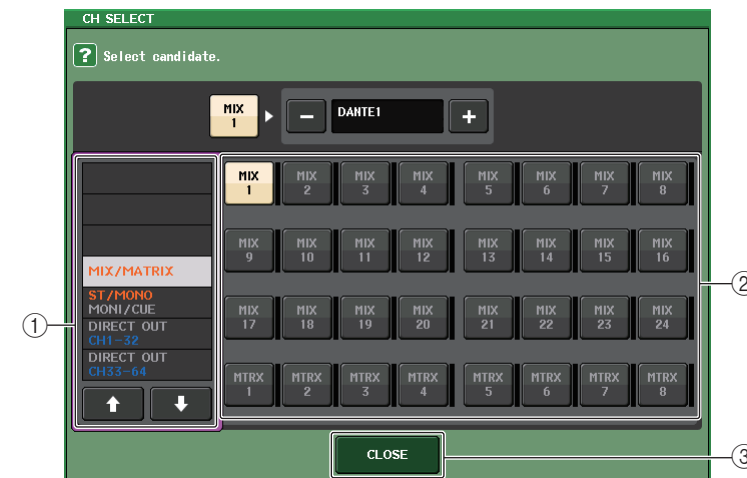 CH SELECT
? Select candidate.
MIX 1
− DANTE1 +
MIX/MATRIX
ST/MONO
MONI/CUE
DIRECT OUT
CH1-32
DIRECT OUT
CH33-64
MIX 1 MIX 2 MIX 3 MIX 4 MIX 5 MIX 6 MIX 7 MIX 8
MIX 9 MIX 10 MIX 11 MIX 12 MIX 13 MIX 14 MIX 15 MIX 16
MIX 17 MIX 18 MIX 19 MIX 20 MIX 21 MIX 22 MIX 23 MIX 24
MTRX 1 MTRX 2 MTRX 3 MTRX 4 MTRX 5 MTRX 6 MTRX 7 MTRX 8
CLOSE
1
2
3